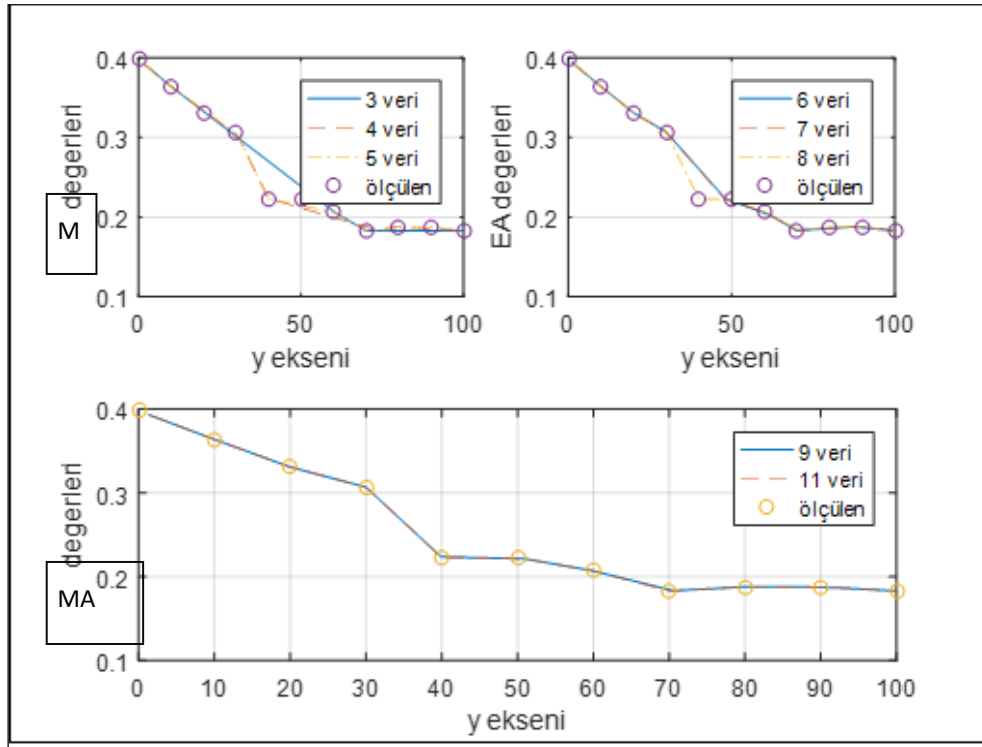 0.4
0.3
0.2
0.1
0
50
100
M
degerleri
y ekseni
3 veri
4 veri
5 veri
ölçülen
0.4
0.3
0.2
0.1
0
50
100
EA degerleri
y ekseni
6 veri
7 veri
8 veri
ölçülen
0.4
0.3
0.2
0.1
0
10
20
30
40
50
60
70
80
90
100
MA
degerleri
y ekseni
9 veri
11 veri
ölçülen